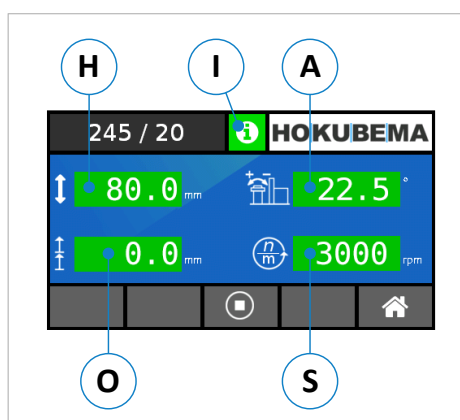 H I A
245 / 20 i HOKUBEMA
80.0 mm 22.5 °
0.0 mm n/m 3000 rpm
O S